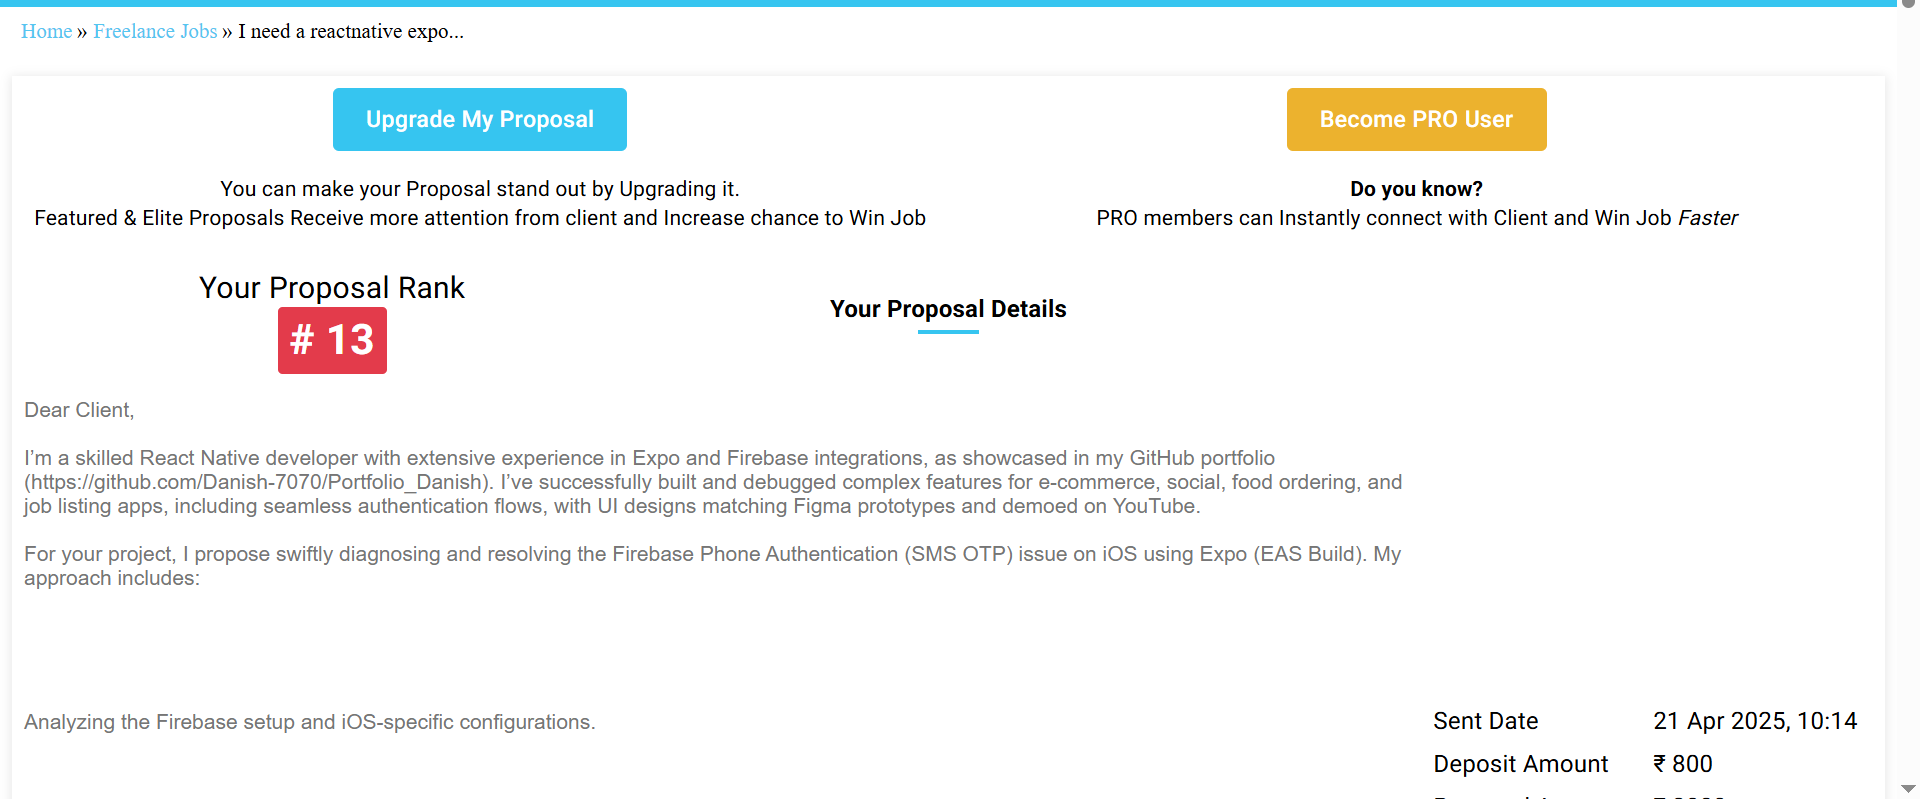 Home » Freelance Jobs » I need a reactnative expo...
Upgrade My Proposal
You can make your Proposal stand out by Upgrading it.
Featured & Elite Proposals Receive more attention from client and Increase chance to Win Job
Become PRO User
Do you know?
PRO members can Instantly connect with Client and Win Job Faster
Your Proposal Rank
# 13
Your Proposal Details
Dear Client,
I’m a skilled React Native developer with extensive experience in Expo and Firebase integrations, as showcased in my GitHub portfolio
(https://github.com/Danish-7070/Portfolio_Danish). I’ve successfully built and debugged complex features for e-commerce, social, food ordering, and
job listing apps, including seamless authentication flows, with UI designs matching Figma prototypes and demoed on YouTube.
For your project, I propose swiftly diagnosing and resolving the Firebase Phone Authentication (SMS OTP) issue on iOS using Expo (EAS Build). My
approach includes:
Analyzing the Firebase setup and iOS-specific configurations.
Sent Date 21 Apr 2025, 10:14
Deposit Amount ₹ 800